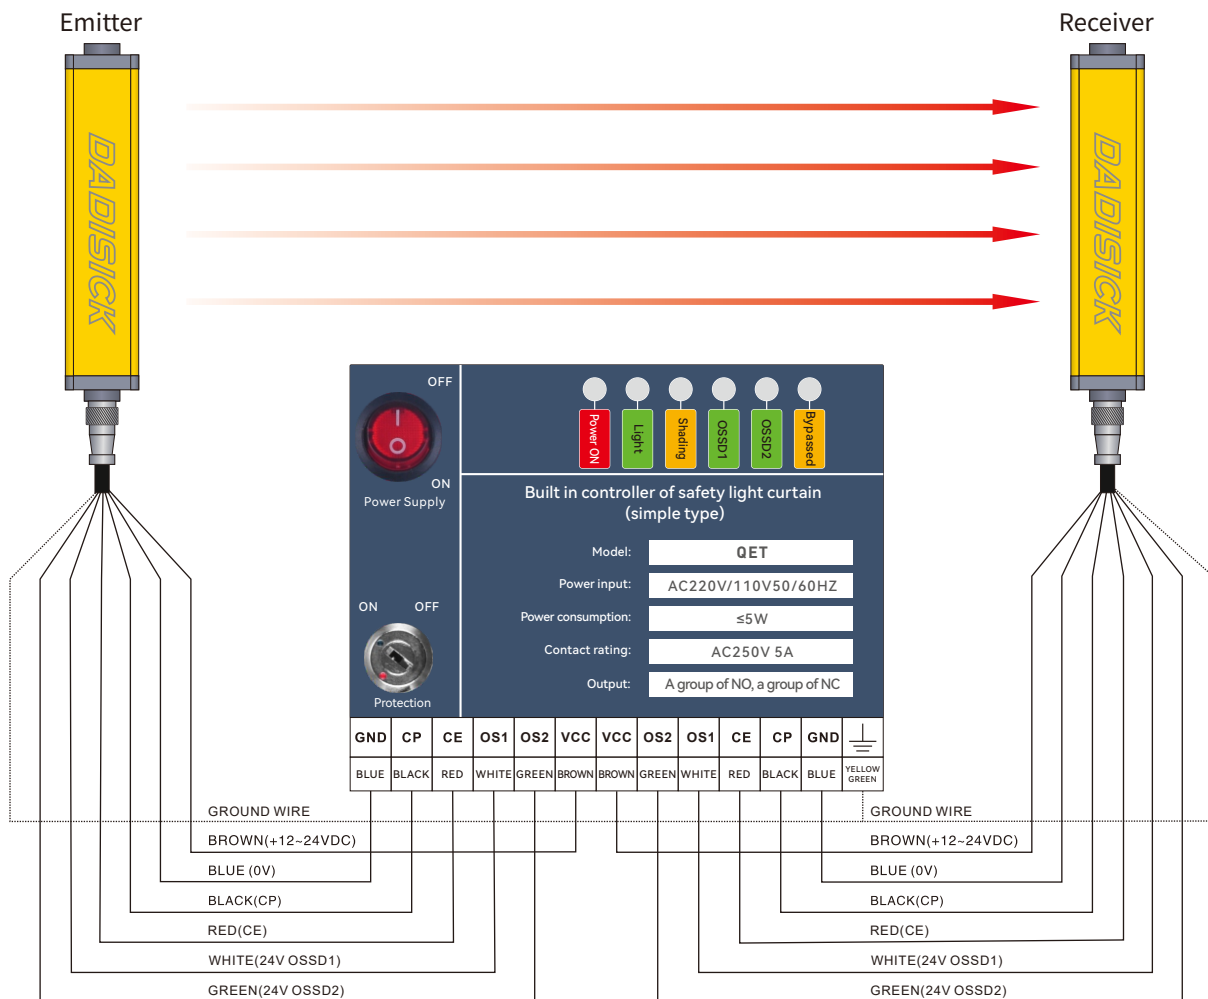 Emitter
Receiver
DADISICK
DADISICK
OFF
ON
Power Supply
Power ON
Light
Shading
OSSD1
OSSD2
Bypassed
Built in controller of safety light curtain
(simple type)
Model: QET
Power input: AC220V/110V50/60HZ
Power consumption: ≤5W
Contact rating: AC250V 5A
Output: A group of NO, a group of NC
ON OFF
Protection
GND CP CE OS1 OS2 VCC VCC OS2 OS1 CE CP GND
BLUE BLACK RED WHITE GREEN BROWN BROWN GREEN WHITE RED BLACK BLUE YELLOW
GREEN
GROUND WIRE GROUND WIRE
BROWN(+12~24VDC) BROWN(+12~24VDC)
BLUE (0V) BLUE (0V)
BLACK(CP) BLACK(CP)
RED(CE) RED(CE)
WHITE(24V OSSD1) WHITE(24V OSSD1)
GREEN(24V OSSD2) GREEN(24V OSSD2)